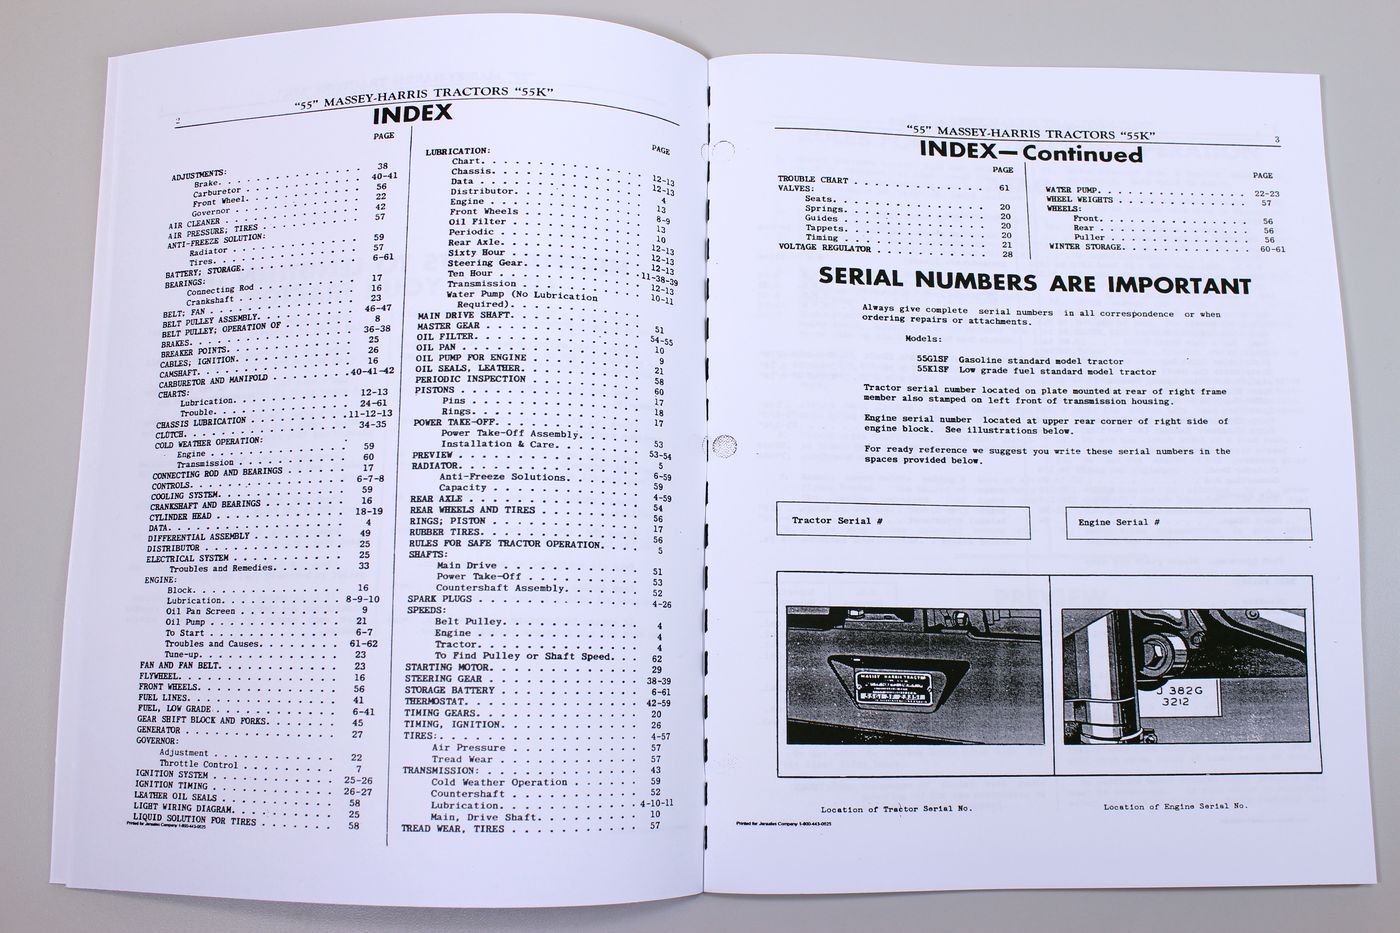 2
"55" MASSEY-HARRIS TRACTORS "55K"
INDEX
PAGE
ADJUSTMENTS:
Brake. 38
Carburetor 40-41
Front Wheel. 56
Governor 22
AIR CLEANER 42
AIR PRESSURE; TIRES 57
ANTI-FREEZE SOLUTION:
Radiator 59
Tires. 57
BATTERY; STORAGE. 6-61
BEARINGS:
Connecting Rod 17
Crankshaft 16
BELT; FAN 23
BELT PULLEY ASSEMBLY. 46-47
BELT PULLEY; OPERATION OF 8
BRAKES. 36-38
BREAKER POINTS. 25
CABLES; IGNITION. 26
CAMSHAFT. 16
CARBURETOR AND MANIFOLD 40-41-42
CHARTS:
Lubrication. 12-13
Trouble. 24-61
CHASSIS LUBRICATION 11-12-13
CLUTCH. 34-35
COLD WEATHER OPERATION:
Engine 59
Transmission 60
CONNECTING ROD AND BEARINGS 17
CONTROLS. 6-7-8
COOLING SYSTEM. 59
CRANKSHAFT AND BEARINGS 16
CYLINDER HEAD 18-19
DATA. 4
DIFFERENTIAL ASSEMBLY 49
DISTRIBUTOR 25
ELECTRICAL SYSTEM 25
Troubles and Remedies. 33
ENGINE:
Block. 16
Lubrication. 8-9-10
Oil Pan Screen 9
Oil Pump 21
To Start 6-7
Troubles and Causes. 61-62
Tune-up. 23
FAN AND FAN BELT. 23
FLYWHEEL. 16
FRONT WHEELS. 56
FUEL LINES. 41
FUEL, LOW GRADE 6-41
GEAR SHIFT BLOCK AND FORKS. 45
GENERATOR 27
GOVERNOR:
Adjustment 22
Throttle Control 7
IGNITION SYSTEM 25-26
IGNITION TIMING 26-27
LEATHER OIL SEALS 58
LIGHT WIRING DIAGRAM. 25
LIQUID SOLUTION FOR TIRES 58
Printed for Jensales Company 1-800-443-0625
PAGE
LUBRICATION:
Chart. 12-13
Chassis. 12-13
Data 4
Distributor. 13
Engine 8-9
Front Wheels 13
Oil Filter 10
Periodic 12-13
Rear Axle. 12-13
Sixty Hour 12-13
Steering Gear. 11-38-39
Ten Hour 12-13
Transmission 10-11
Water Pump (No Lubrication
Required).
MAIN DRIVE SHAFT. 51
MASTER GEAR 54-55
OIL FILTER. 10
OIL PAN 9
OIL PUMP FOR ENGINE 21
OIL SEALS, LEATHER. 58
PERIODIC INSPECTION 60
PISTONS 17
Pins 18
Rings. 17
POWER TAKE-OFF.
Power Take-Off Assembly. 53
Installation & Care. 53-54
PREVIEW 5
RADIATOR. 6-59
Anti-Freeze Solutions. 59
Capacity 4-59
REAR AXLE 54
REAR WHEELS AND TIRES 56
RINGS; PISTON 17
RUBBER TIRES. 56
RULES FOR SAFE TRACTOR OPERATION. 5
SHAFTS:
Main Drive 51
Power Take-Off 53
Countershaft Assembly. 52
SPARK PLUGS 4-26
SPEEDS:
Belt Pulley. 4
Engine 4
Tractor. 4
To Find Pulley or Shaft Speed. 62
STARTING MOTOR. 29
STEERING GEAR 38-39
STORAGE BATTERY 6-61
THERMOSTAT. 42-59
TIMING GEARS. 20
TIMING, IGNITION. 26
TIRES: 4-57
Air Pressure 57
Tread Wear 57
TRANSMISSION: 43
Cold Weather Operation 59
Countershaft 52
Lubrication. 4-10-11
Main, Drive Shaft. 10
TREAD WEAR, TIRES 57
"55" MASSEY-HARRIS TRACTORS "55K"
3
INDEX—Continued
PAGE
TROUBLE CHART 61
VALVES:
Seats. 20
Springs. 20
Guides 20
Tappets. 20
Timing 21
VOLTAGE REGULATOR 28
PAGE
WATER PUMP. 22-23
WHEEL WEIGHTS 57
WHEELS:
Front. 56
Rear 56
Puller 56
WINTER STORAGE. 60-61
SERIAL NUMBERS ARE IMPORTANT
Always give complete serial numbers in all correspondence or when
ordering repairs or attachments.
Models:
55G1SF Gasoline standard model tractor
55K1SF Low grade fuel standard model tractor
Tractor serial number located on plate mounted at rear of right frame
member also stamped on left front of transmission housing.
Engine serial number located at upper rear corner of right side of
engine block. See illustrations below.
For ready reference we suggest you write these serial numbers in the
spaces provided below.
Tractor Serial #
Engine Serial #
MASSEY HARRIS TRACTOR
J 382G
3212
Location of Tractor Serial No.
Location of Engine Serial No.
Printed for Jensales Company 1-800-443-0625